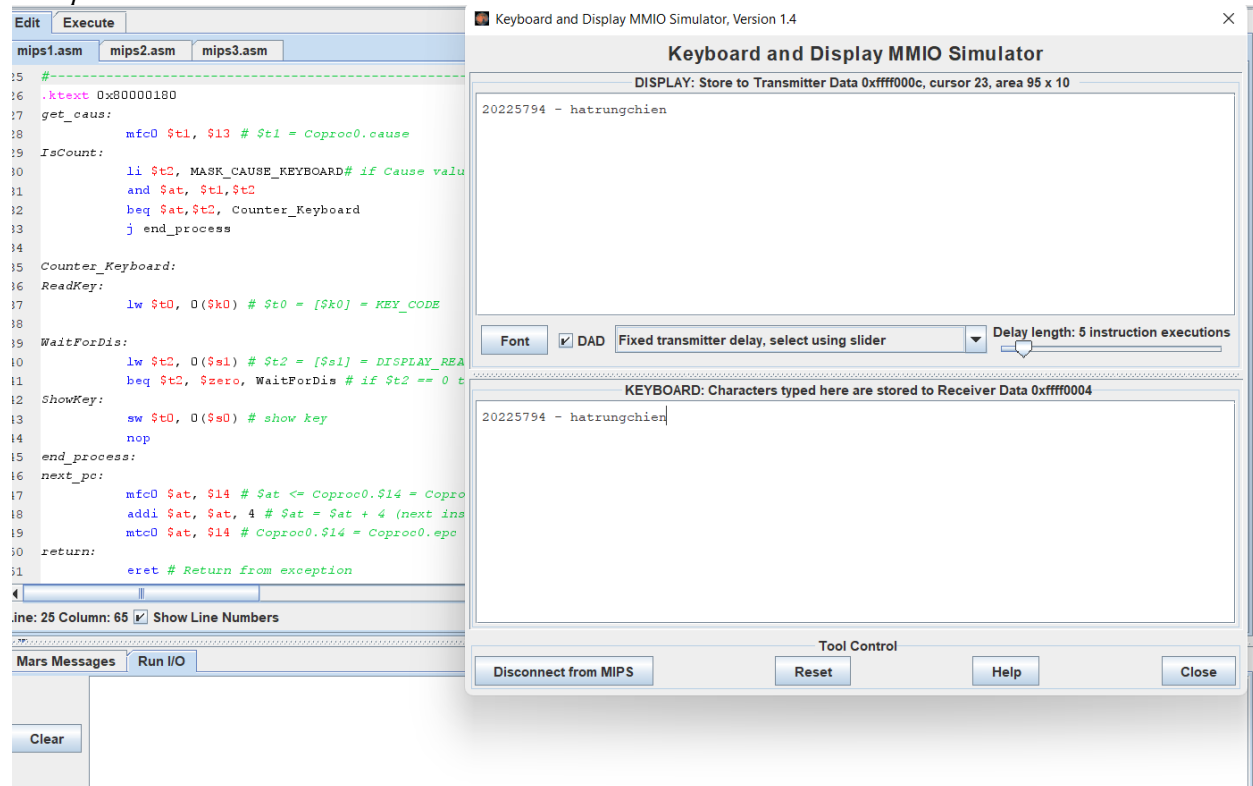 Edit Execute
mips1.asm mips2.asm mips3.asm
25 #--------------------------------------------------
26 .ktext 0x80000180
27 get_caus:
28 mfc0 $t1, $13 # $t1 = Coproc0.cause
29 IsCount:
30 li $t2, MASK_CAUSE_KEYBOARD# if Cause valu
31 and $at, $t1,$t2
32 beq $at,$t2, Counter_Keyboard
33 j end_process
34
35 Counter_Keyboard:
36 ReadKey:
37 lw $t0, 0($k0) # $t0 = [$k0] = KEY_CODE
38
39 WaitForDis:
40 lw $t2, 0($s1) # $t2 = [$s1] = DISPLAY_REA
41 beq $t2, $zero, WaitForDis # if $t2 == 0 t
42 ShowKey:
43 sw $t0, 0($s0) # show key
44 nop
45 end_process:
46 next_pc:
47 mfc0 $at, $14 # $at <= Coproc0.$14 = Copro
48 addi $at, $at, 4 # $at = $at + 4 (next ins
49 mtc0 $at, $14 # Coproc0.$14 = Coproc0.epc
50 return:
51 eret # Return from exception
Line: 25 Column: 65 Show Line Numbers
Mars Messages Run I/O
Clear
Keyboard and Display MMIO Simulator, Version 1.4
Keyboard and Display MMIO Simulator
DISPLAY: Store to Transmitter Data 0xffff000c, cursor 23, area 95 x 10
20225794 - hatrungchien
Font DAD Fixed transmitter delay, select using slider Delay length: 5 instruction executions
KEYBOARD: Characters typed here are stored to Receiver Data 0xffff0004
20225794 - hatrungchien
Tool Control
Disconnect from MIPS Reset Help Close